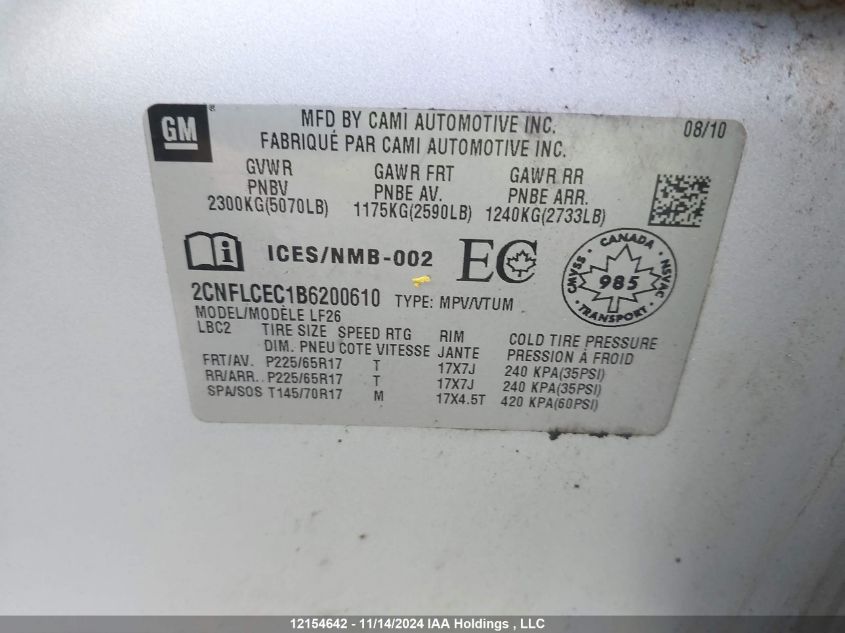 GM
MFD BY CAMI AUTOMOTIVE INC. 08/10
FABRIQUÉ PAR CAMI AUTOMOTIVE INC.
GVWR GAWR FRT GAWR RR
PNBV PNBE AV. PNBE ARR.
2300KG(5070LB) 1175KG(2590LB) 1240KG(2733LB)
i ICES/NMB-002 EC
CANADA
CMVSS 985 NSVAC
TRANSPORT
2CNFLCEC1B6200610 TYPE: MPV/VTUM
MODEL/MODÈLE LF26
LBC2 TIRE SIZE SPEED RTG RIM COLD TIRE PRESSURE
DIM. PNEU COTE VITESSE JANTE PRESSION À FROID
FRT/AV. P225/65R17 T 17X7J 240 KPA(35PSI)
RR/ARR. P225/65R17 T 17X7J 240 KPA(35PSI)
SPA/SOS T145/70R17 M 17X4.5T 420 KPA(60PSI)
12154642 - 11/14/2024 IAA Holdings , LLC